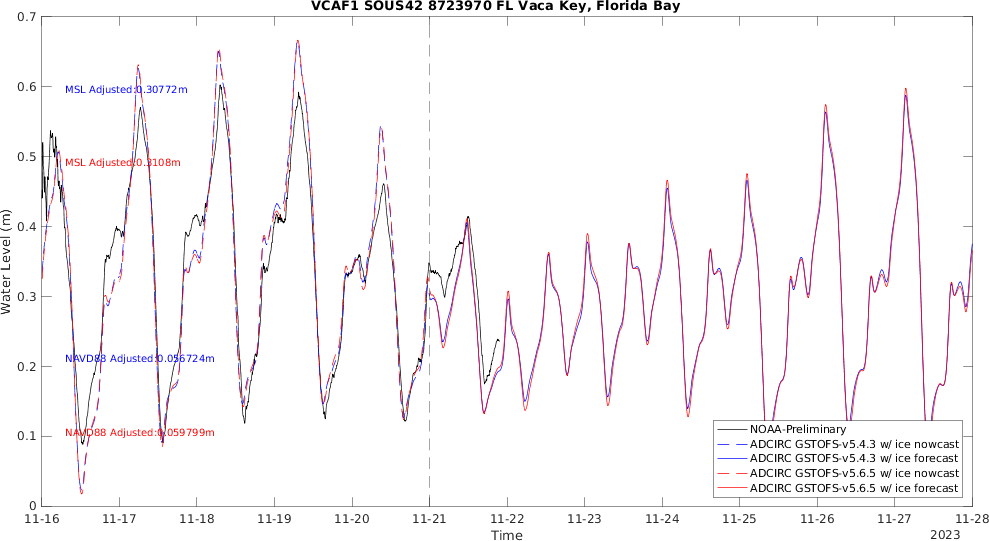 VCAF1 SOUS42 8723970 FL Vaca Key, Florida Bay
0.7
0.6
0.5
0.4
0.3
0.2
0.1
0
Water Level (m)
MSL Adjusted:0.30772m
MSL Adjusted:0.3108m
NAVD88 Adjusted:0.056724m
NAVD88 Adjusted:0.059799m
NOAA-Preliminary
ADCIRC GSTOFS-v5.4.3 w/ ice nowcast
ADCIRC GSTOFS-v5.4.3 w/ ice forecast
ADCIRC GSTOFS-v5.6.5 w/ ice nowcast
ADCIRC GSTOFS-v5.6.5 w/ ice forecast
11-16 11-17 11-18 11-19 11-20 11-21 11-22 11-23 11-24 11-25 11-26 11-27 11-28
Time
2023